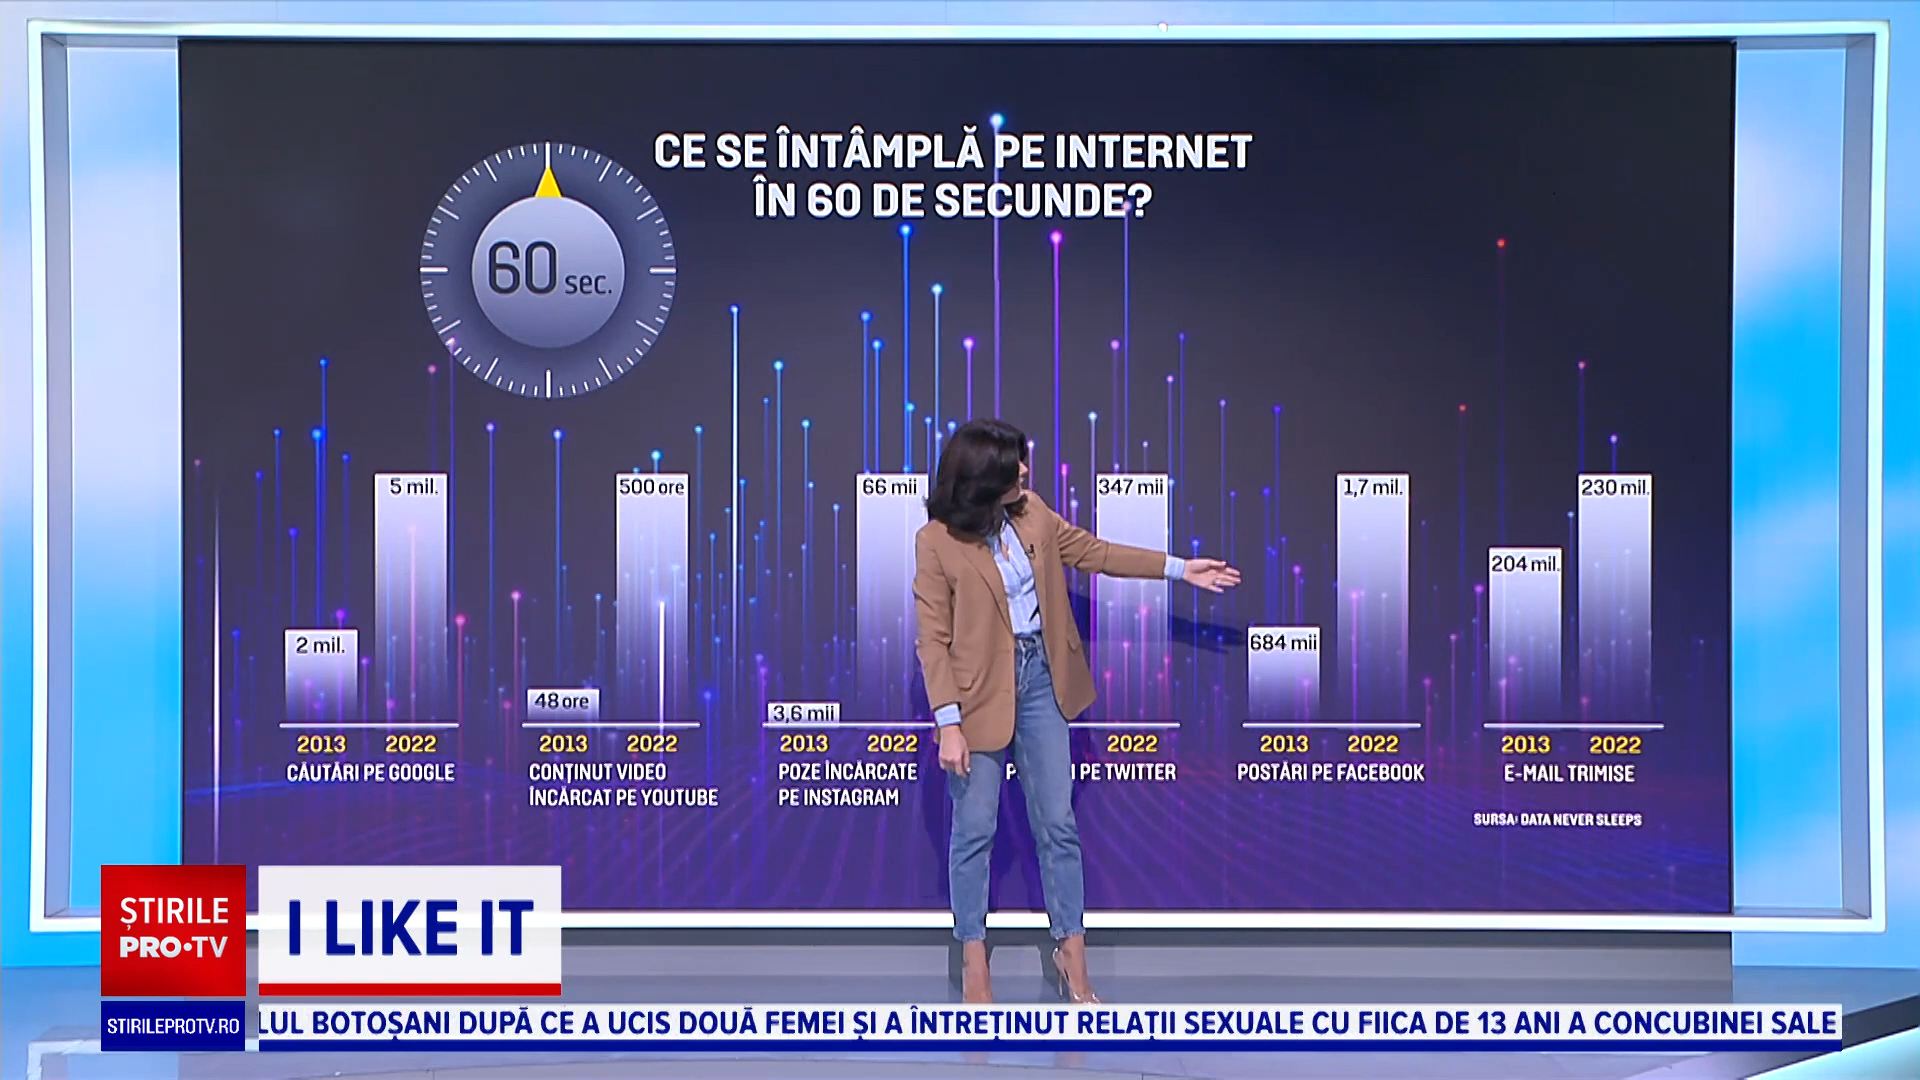 CE SE ÎNTÂMPLĂ PE INTERNET
ÎN 60 DE SECUNDE?
60 sec.
2 mil.
5 mil.
2013 2022
CĂUTĂRI PE GOOGLE
48 ore
500 ore
2013 2022
CONȚINUT VIDEO
ÎNCĂRCAT PE YOUTUBE
3,6 mii
66 mii
2013 2022
POZE ÎNCĂRCATE
PE INSTAGRAM
347 mii
2022
PE TWITTER
684 mii
1,7 mil.
2013 2022
POSTĂRI PE FACEBOOK
204 mil.
230 mil.
2013 2022
E-MAIL TRIMISE
SURSA: DATA NEVER SLEEPS
ȘTIRILE
PRO•TV
I LIKE IT
STIRILEPROTV.RO
LUL BOTOȘANI DUPĂ CE A UCIS DOUĂ FEMEI ȘI A ÎNTREȚINUT RELAȚII SEXUALE CU FIICA DE 13 ANI A CONCUBINEI SALE